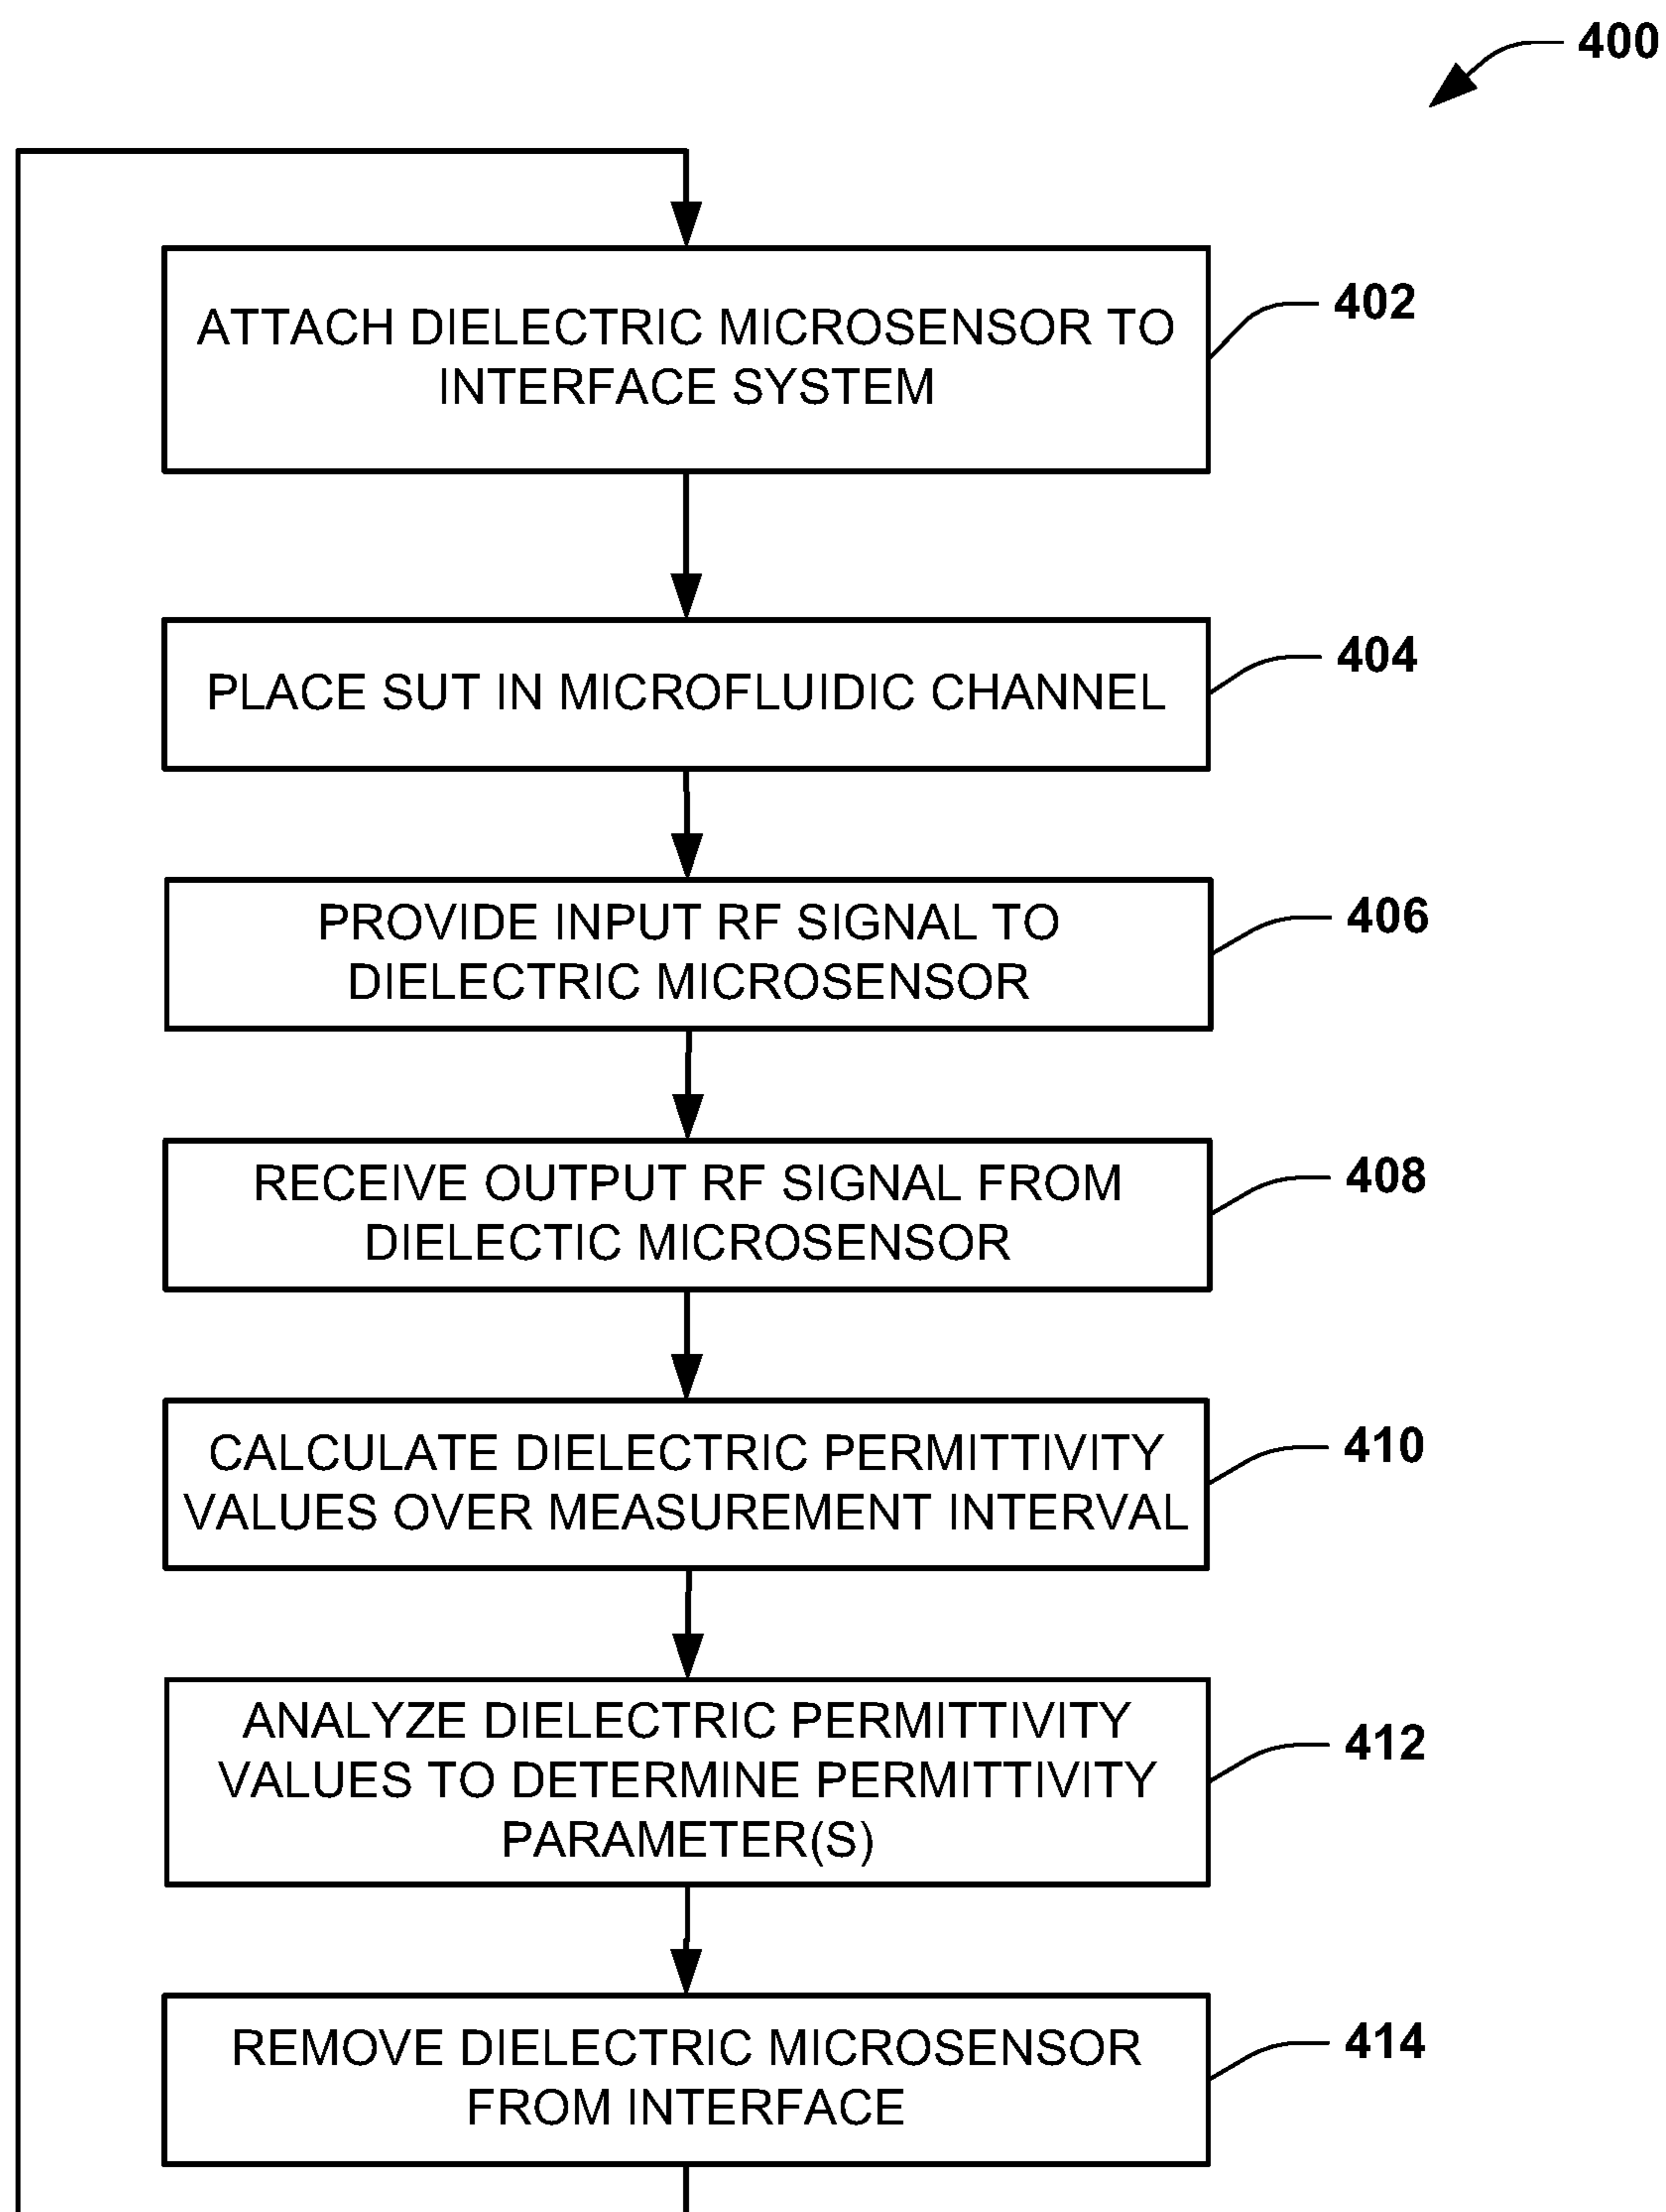 400
ATTACH DIELECTRIC MICROSENSOR TO
INTERFACE SYSTEM
402
PLACE SUT IN MICROFLUIDIC CHANNEL
404
PROVIDE INPUT RF SIGNAL TO
DIELECTRIC MICROSENSOR
406
RECEIVE OUTPUT RF SIGNAL FROM
DIELECTIC MICROSENSOR
408
CALCULATE DIELECTRIC PERMITTIVITY
VALUES OVER MEASUREMENT INTERVAL
410
ANALYZE DIELECTRIC PERMITTIVITY
VALUES TO DETERMINE PERMITTIVITY
PARAMETER(S)
412
REMOVE DIELECTRIC MICROSENSOR
FROM INTERFACE
414